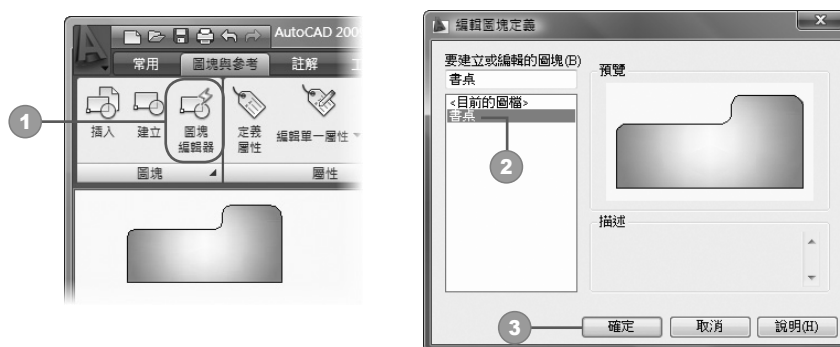 AutoCAD 200
常用 圖塊與參考 註解
插入 建立 圖塊編輯器 定義屬性 編輯單一屬性
圖塊 屬性
1
編輯圖塊定義
要建立或編輯的圖塊(B)
書桌
<目前的圖檔>
書桌
2
預覽
描述
3
確定 取消 說明(H)